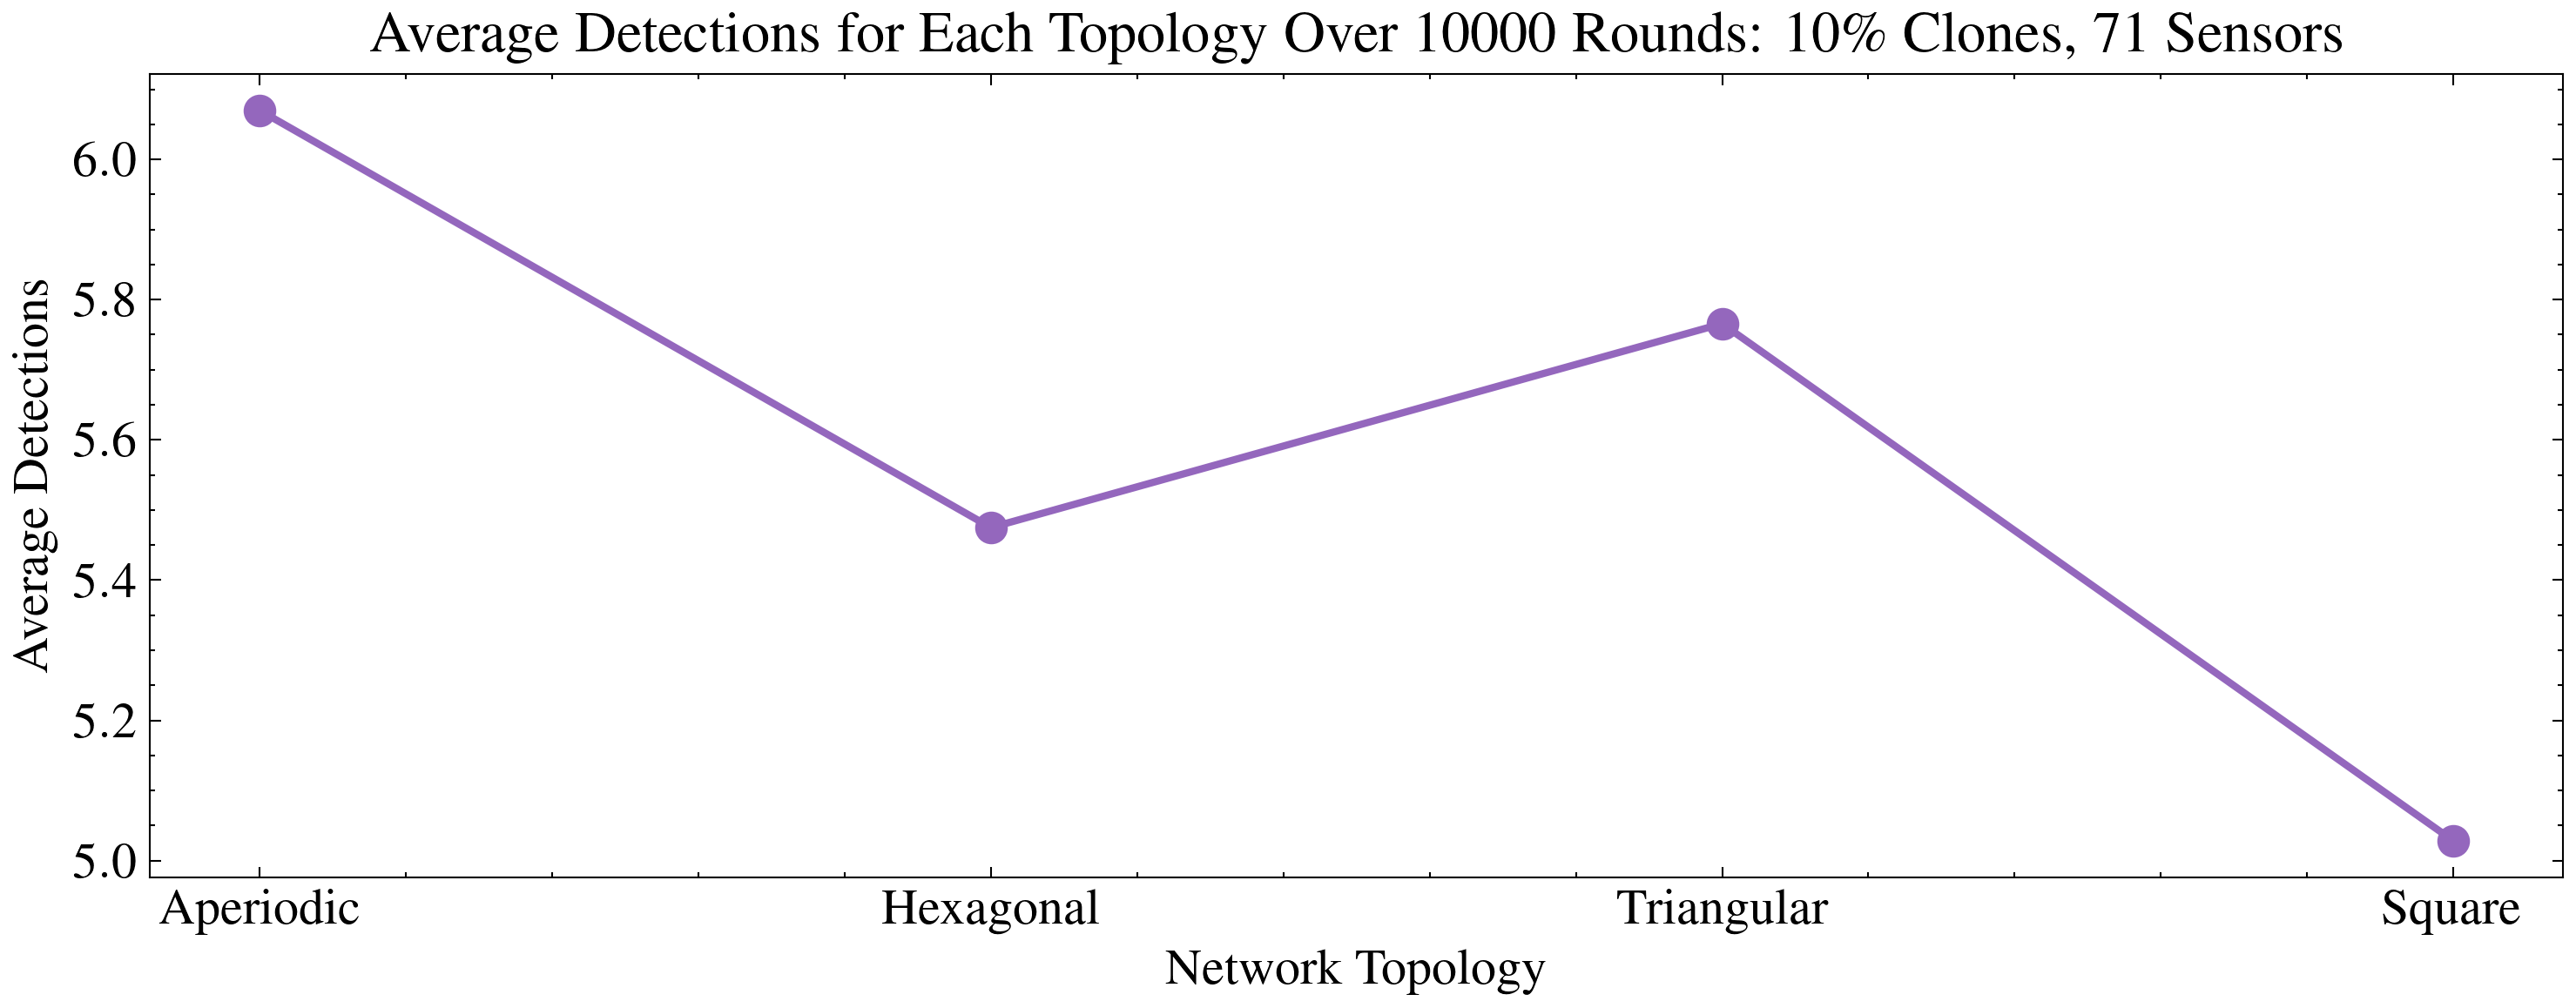 Average Detections for Each Topology Over 10000 Rounds: 10% Clones, 71 Sensors
Average Detections
6.0
5.8
5.6
5.4
5.2
5.0
Aperiodic
Hexagonal
Triangular
Square
Network Topology